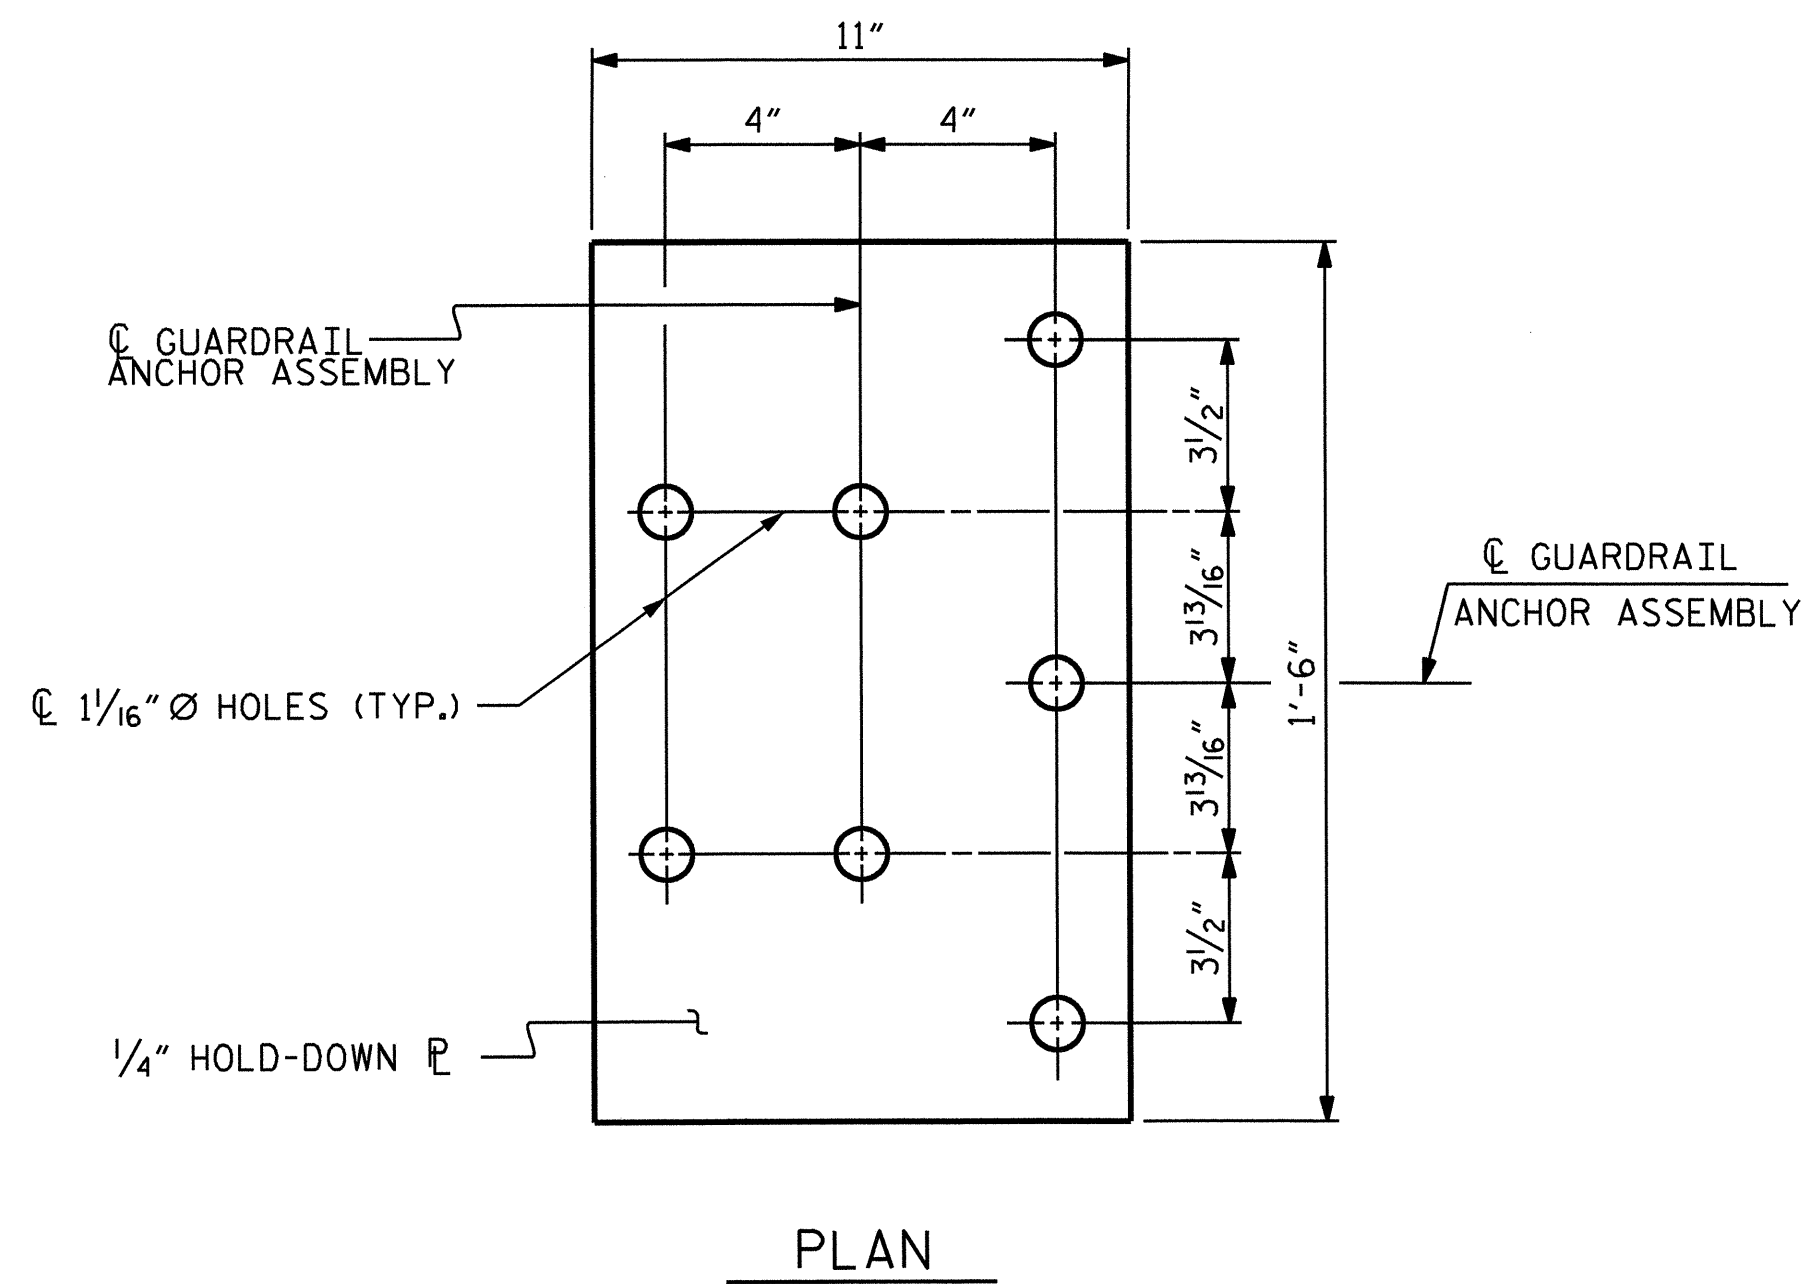 11"
4" 4"
℄ GUARDRAIL
ANCHOR ASSEMBLY
3 1/2"
3 13/16"
℄ GUARDRAIL
ANCHOR ASSEMBLY
1'-6"
℄ 1 1/16" Ø HOLES (TYP.)
3 13/16"
3 1/2"
1/4" HOLD-DOWN ⅊
PLAN